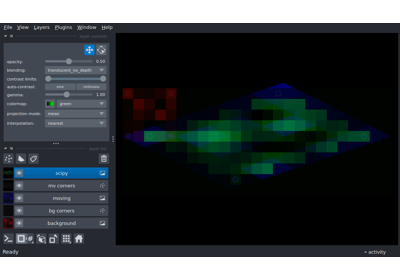 File View Layers Plugins Window Help
layer controls
opacity: 0.50
blending: translucent_no_depth
contrast limits:
auto-contrast: once continuous
gamma: 1.00
colormap: green
projection mode: mean
interpolation: nearest
layer list
scipy
mv corners
moving
bg corners
background
Ready
activity